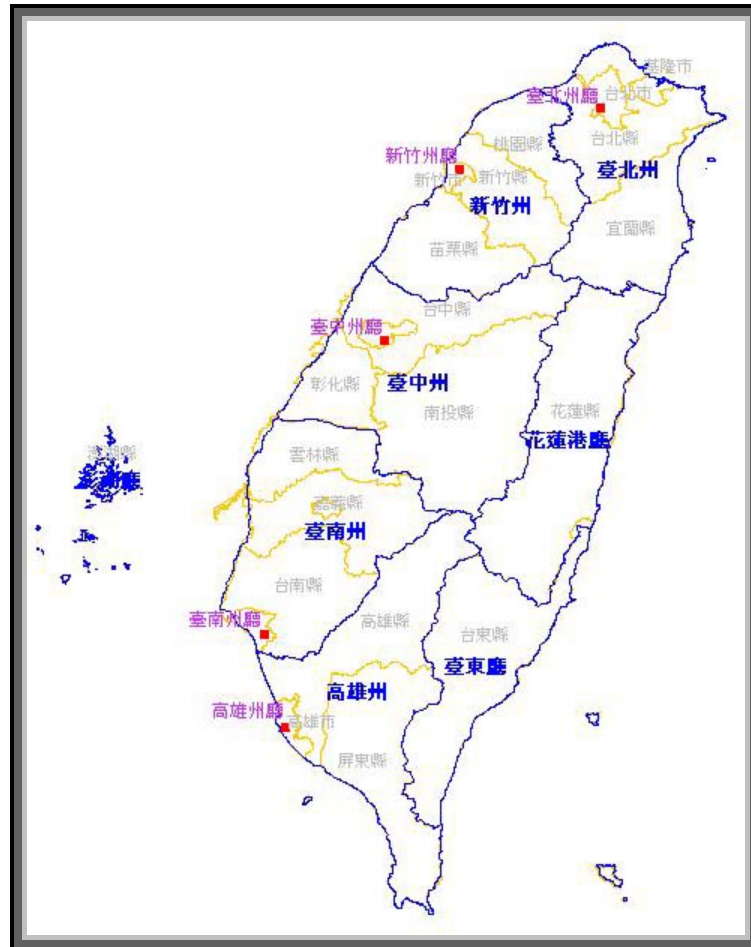 基隆市
臺北州廳
台北市
台北縣
桃園縣
新竹州廳
新竹市
新竹縣
臺北州
新竹州
宜蘭縣
苗栗縣
台中縣
臺中州廳
彰化縣
臺中州
南投縣
花蓮縣
花蓮港廳
雲林縣
澎湖縣
澎湖廳
嘉義縣
臺南州
台南縣
臺南州廳
高雄縣
台東縣
臺東廳
高雄州
高雄州廳
高雄市
屏東縣